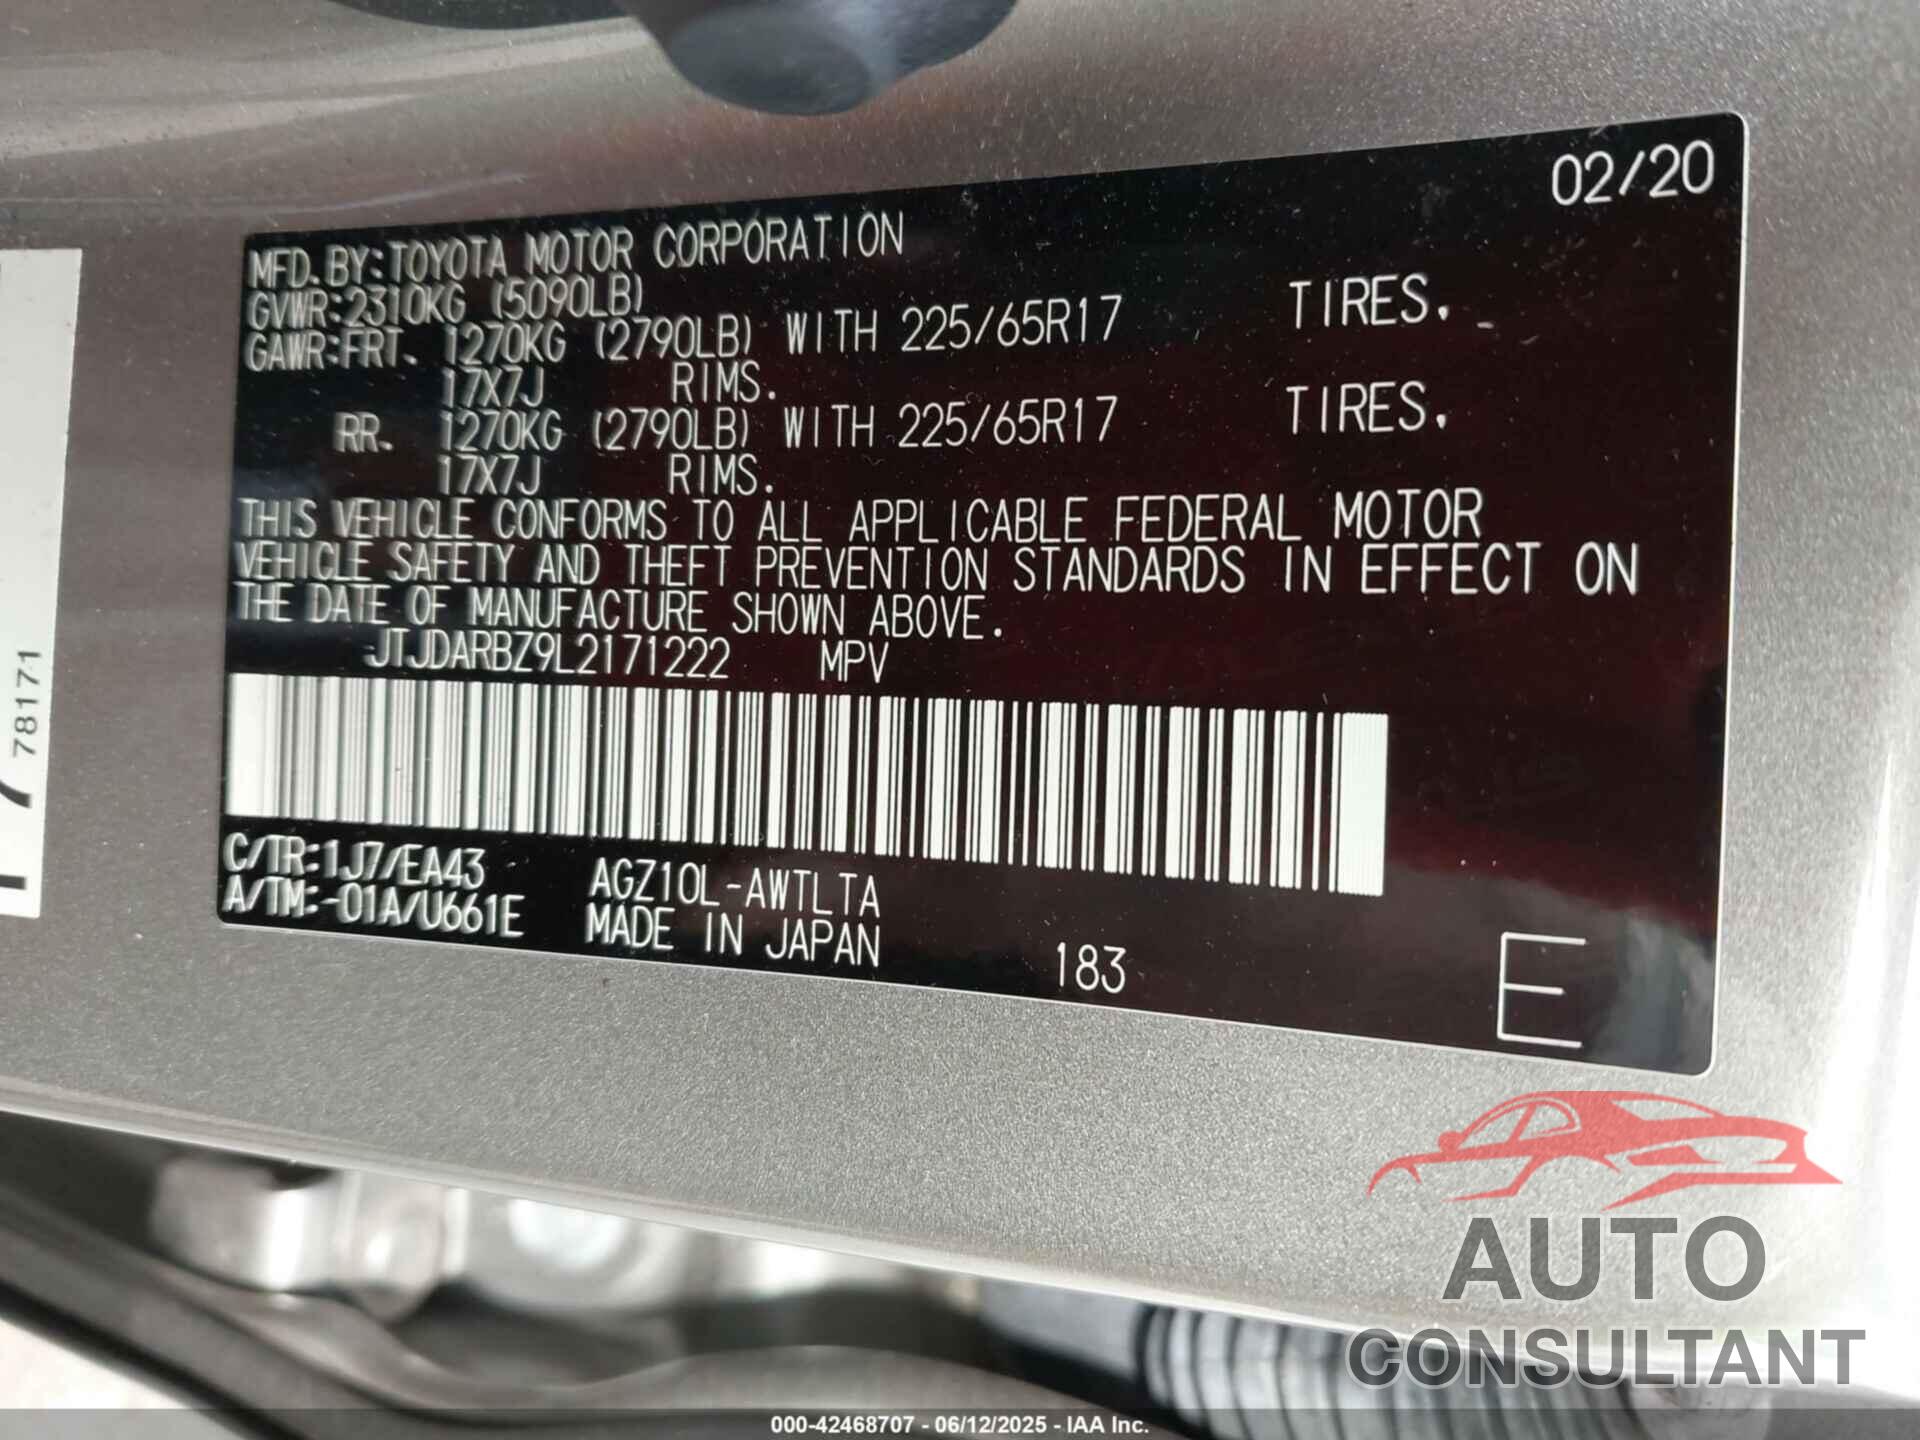 02/20
MFD. BY: TOYOTA MOTOR CORPORATION
GVWR: 2310KG (5090LB)
GAWR: FRT. 1270KG (2790LB) WITH 225/65R17 TIRES.
17X7J RIMS.
RR. 1270KG (2790LB) WITH 225/65R17 TIRES.
17X7J RIMS.
THIS VEHICLE CONFORMS TO ALL APPLICABLE FEDERAL MOTOR
VEHICLE SAFETY AND THEFT PREVENTION STANDARDS IN EFFECT ON
THE DATE OF MANUFACTURE SHOWN ABOVE.
JTJDARBZ9L2171222 MPV
C/TR: 1J7/EA43 AGZ10L-AWTLTA
A/TM: -01A/U661E MADE IN JAPAN
183
E
78171
AUTO
CONSULTANT
000-42468707 - 06/12/2025 - IAA Inc.